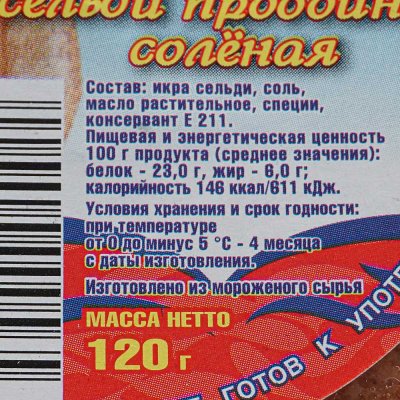 соленая
Состав: икра сельди, соль,
масло растительное, специи,
консервант Е 211.
Пищевая и энергетическая ценность
100 г продукта (среднее значения):
белок - 23,0 г, жир - 6,0 г;
калорийность 146 ккал/611 кДж.
Условия хранения и срок годности:
при температуре
от 0 до минус 5 °С - 4 месяца
с даты изготовления.
Изготовлено из мороженого сырья
МАССА НЕТТО
120 г
ГОТОВ К УПОТРЕ